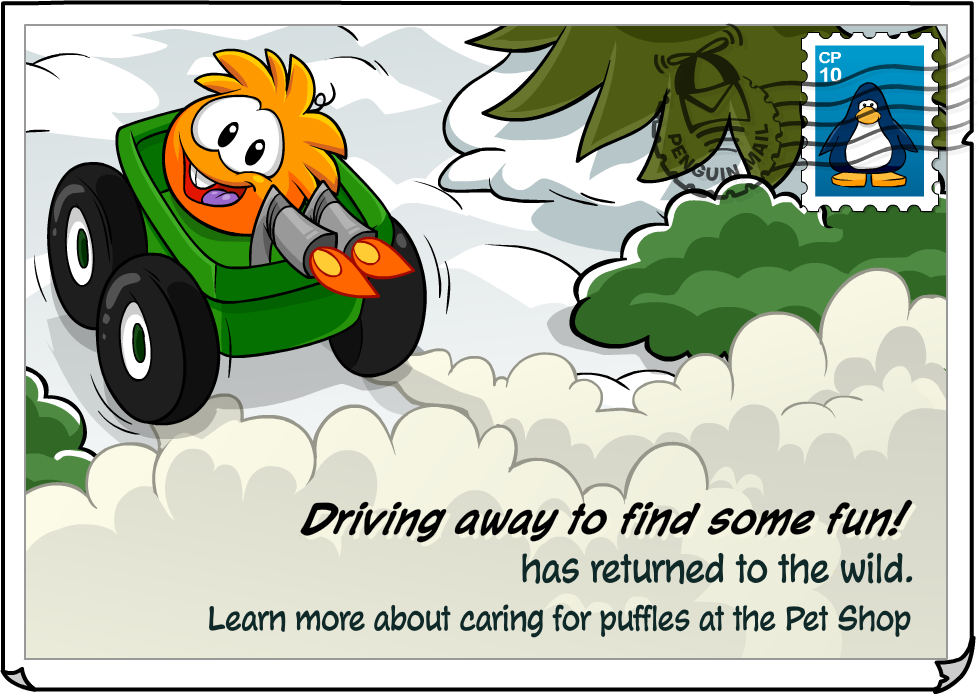 CP
10
PENGUIN MAIL
Driving away to find some fun!
has returned to the wild.
Learn more about caring for puffles at the Pet Shop